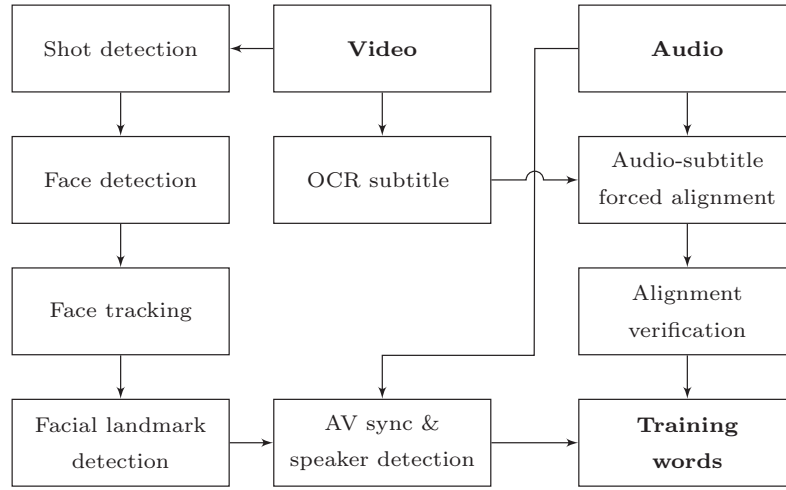 Shot detection
Video
Audio
Face detection
OCR subtitle
Audio-subtitle
forced alignment
Face tracking
Alignment
verification
Facial landmark
detection
AV sync &
speaker detection
Training
words